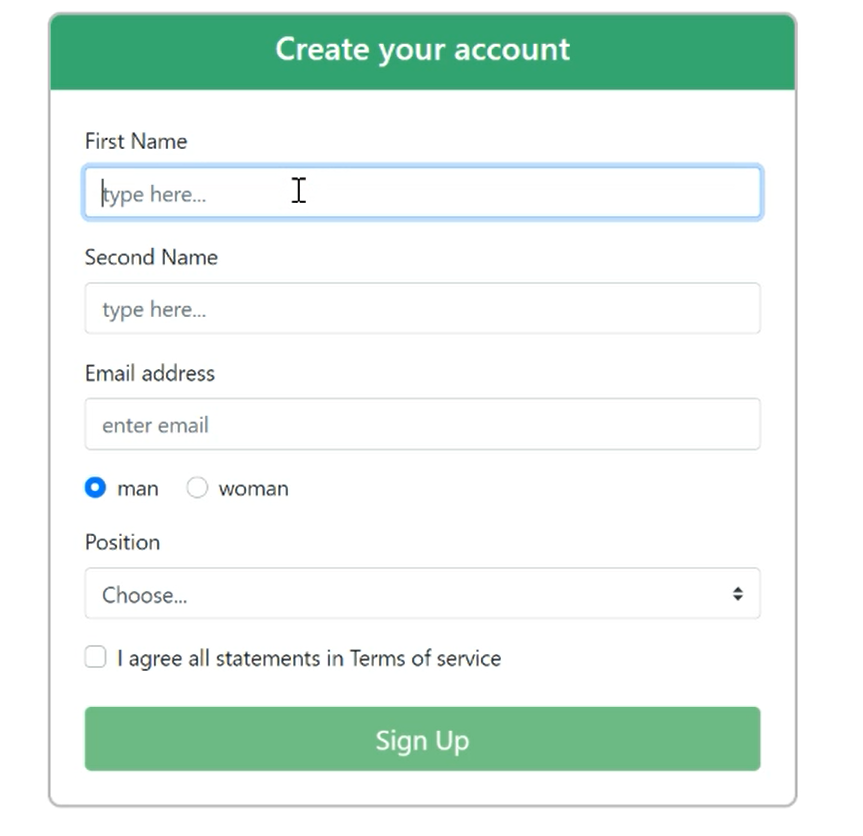 Create your account
First Name
type here...
Second Name
type here...
Email address
enter email
man woman
Position
Choose...
I agree all statements in Terms of service
Sign Up